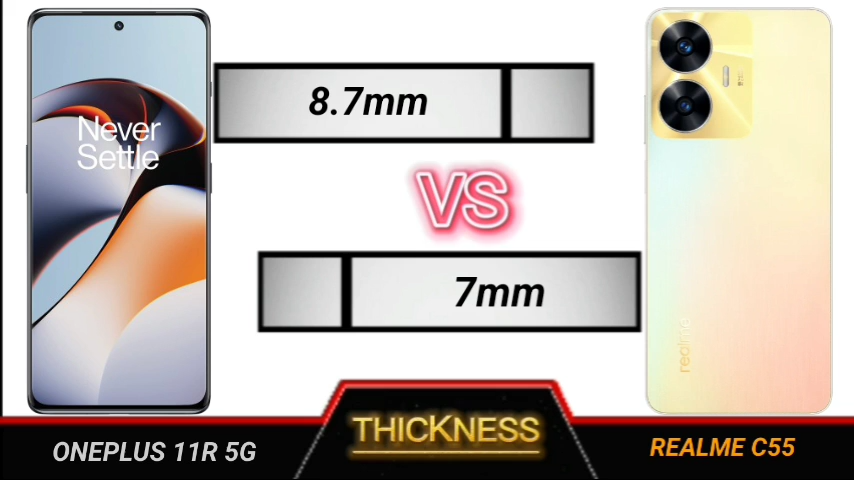 Never
Settle
8.7mm
VS
7mm
realme
THICKNESS
ONEPLUS 11R 5G
REALME C55